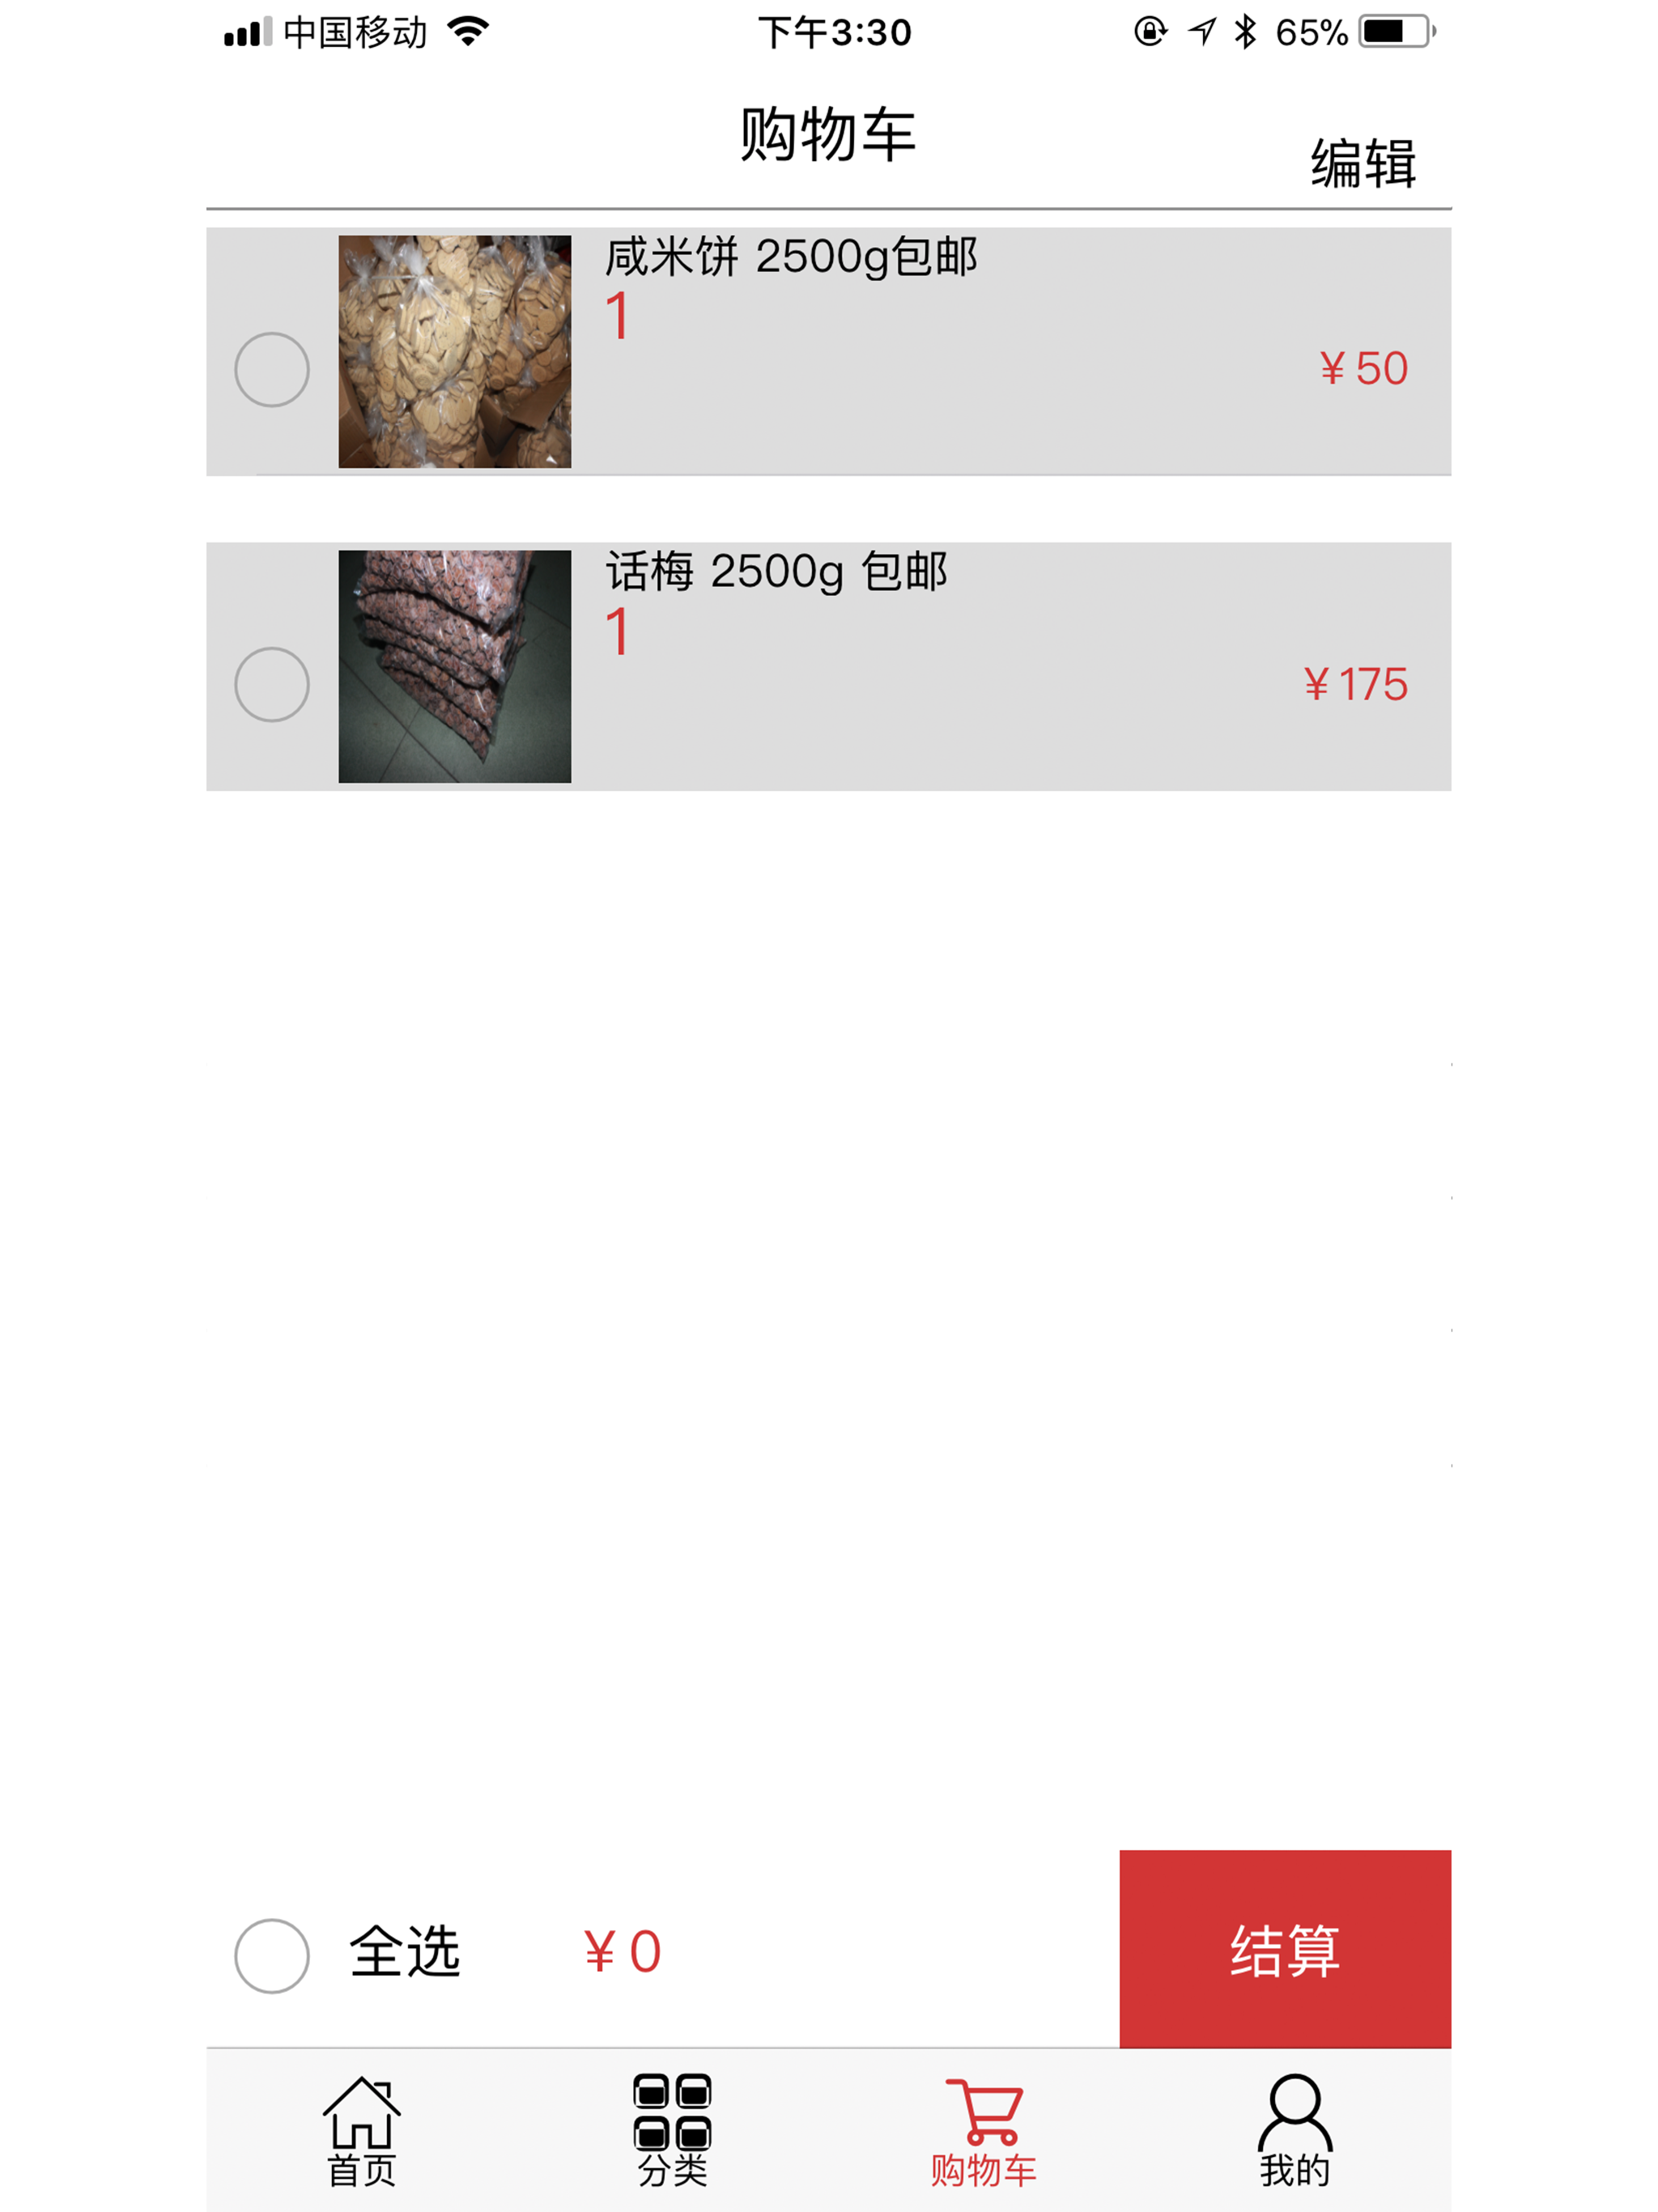 中国移动 下午3:30 65%
购物车
编辑
咸米饼 2500g包邮
1
¥ 50
话梅 2500g 包邮
1
¥ 175
全选 ¥ 0 结算
首页 分类 购物车 我的